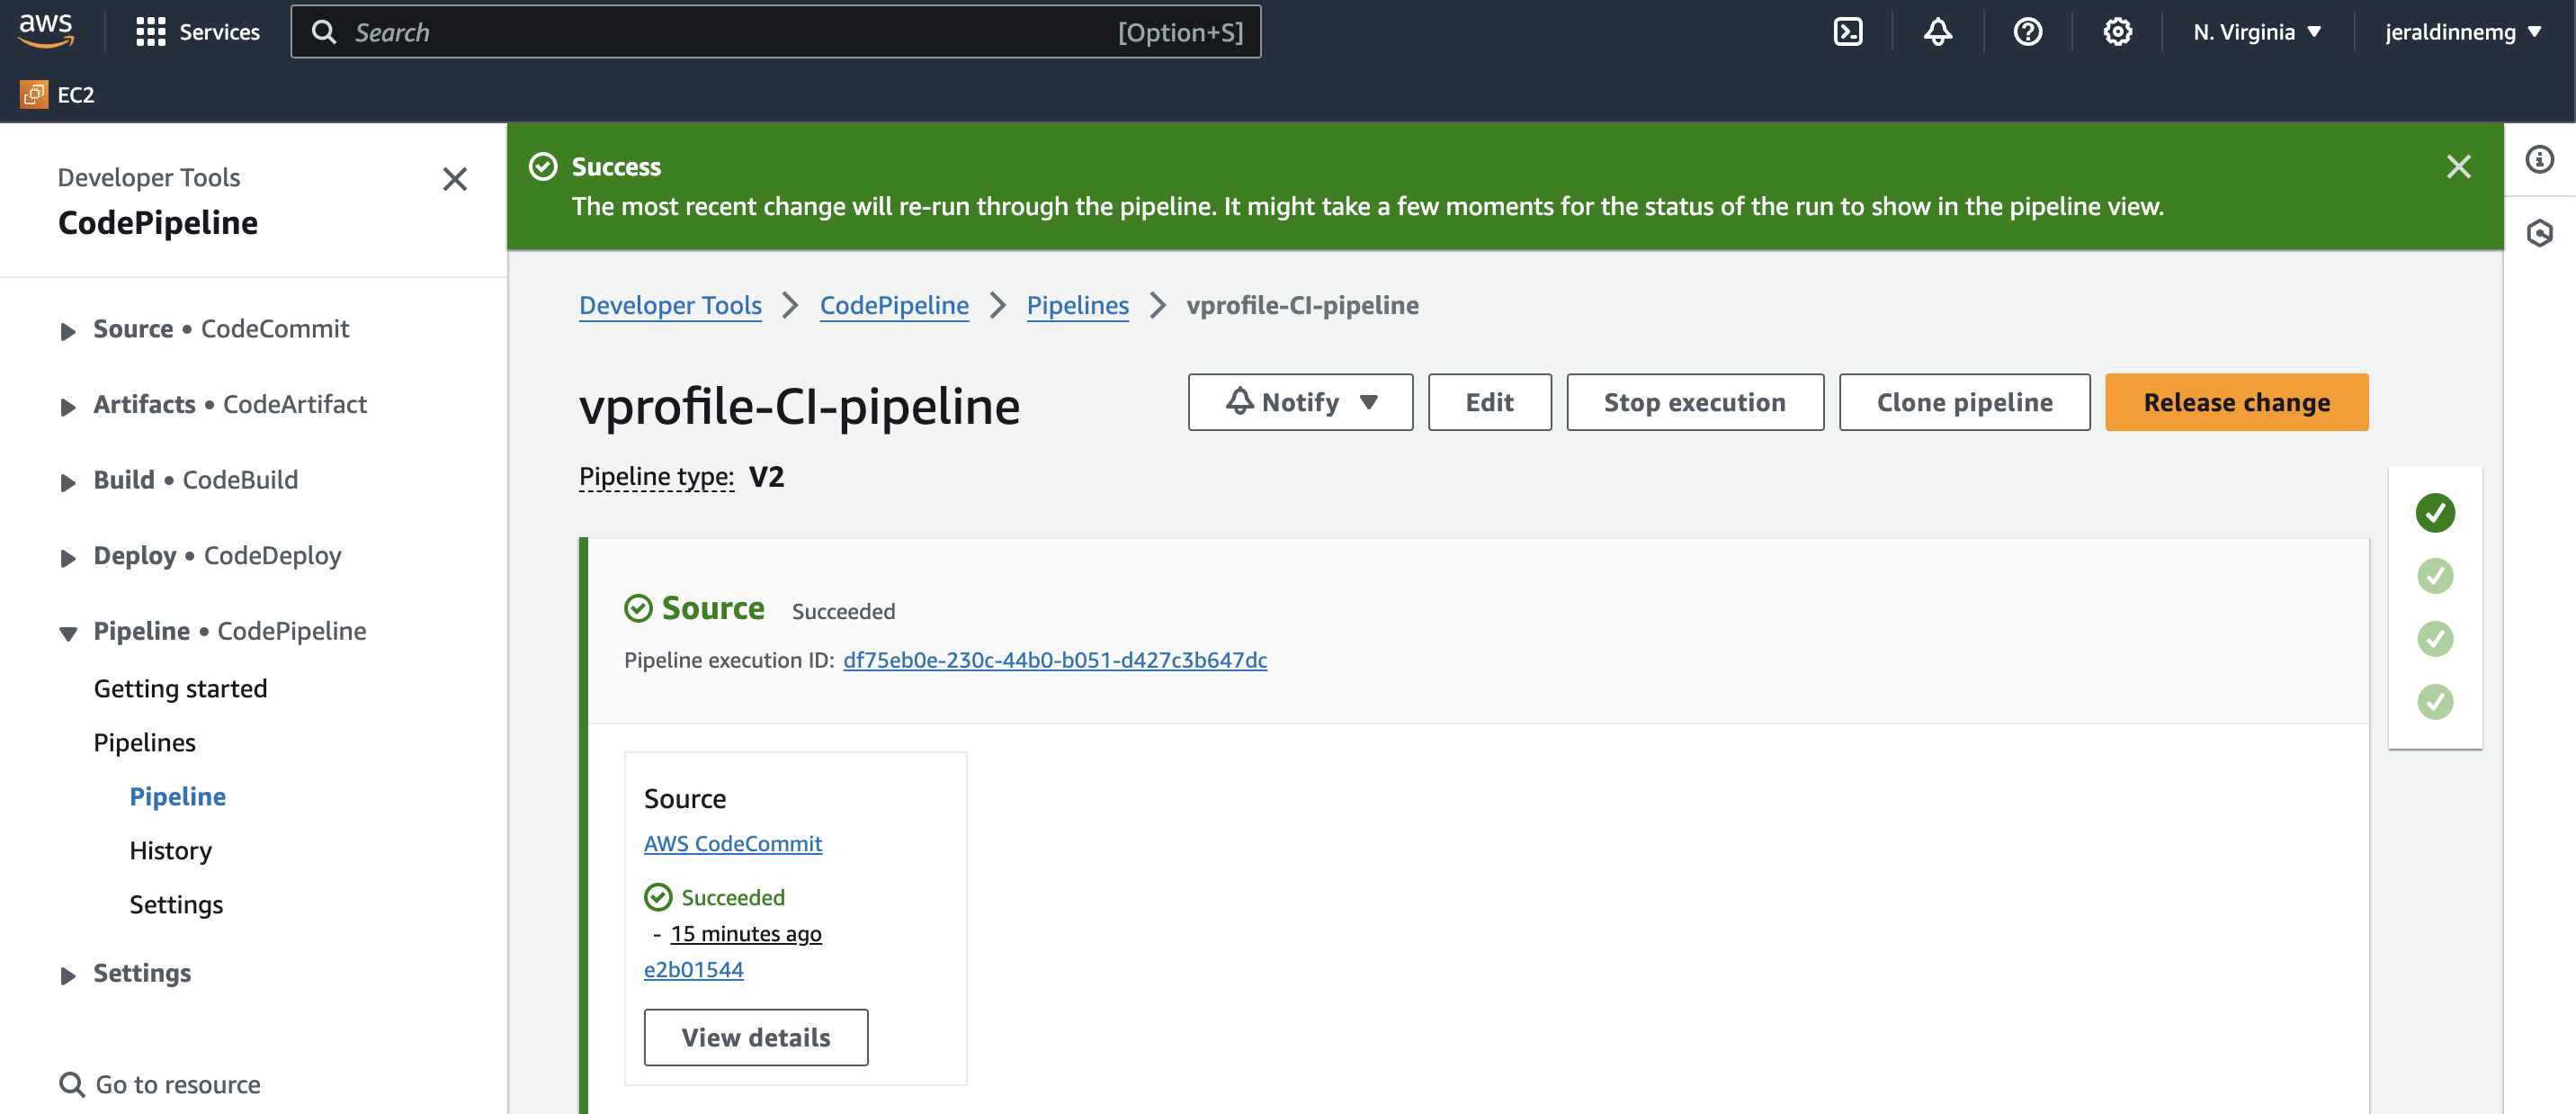 aws
Services
Search
[Option+S]
N. Virginia
jeraldinnemg
EC2
Developer Tools
CodePipeline
Source • CodeCommit
Artifacts • CodeArtifact
Build • CodeBuild
Deploy • CodeDeploy
Pipeline • CodePipeline
Getting started
Pipelines
Pipeline
History
Settings
Settings
Go to resource
Success
The most recent change will re-run through the pipeline. It might take a few moments for the status of the run to show in the pipeline view.
Developer Tools
CodePipeline
Pipelines
vprofile-CI-pipeline
vprofile-CI-pipeline
Notify
Edit
Stop execution
Clone pipeline
Release change
Pipeline type: V2
Source Succeeded
Pipeline execution ID: df75eb0e-230c-44b0-b051-d427c3b647dc
Source
AWS CodeCommit
Succeeded
- 15 minutes ago
e2b01544
View details